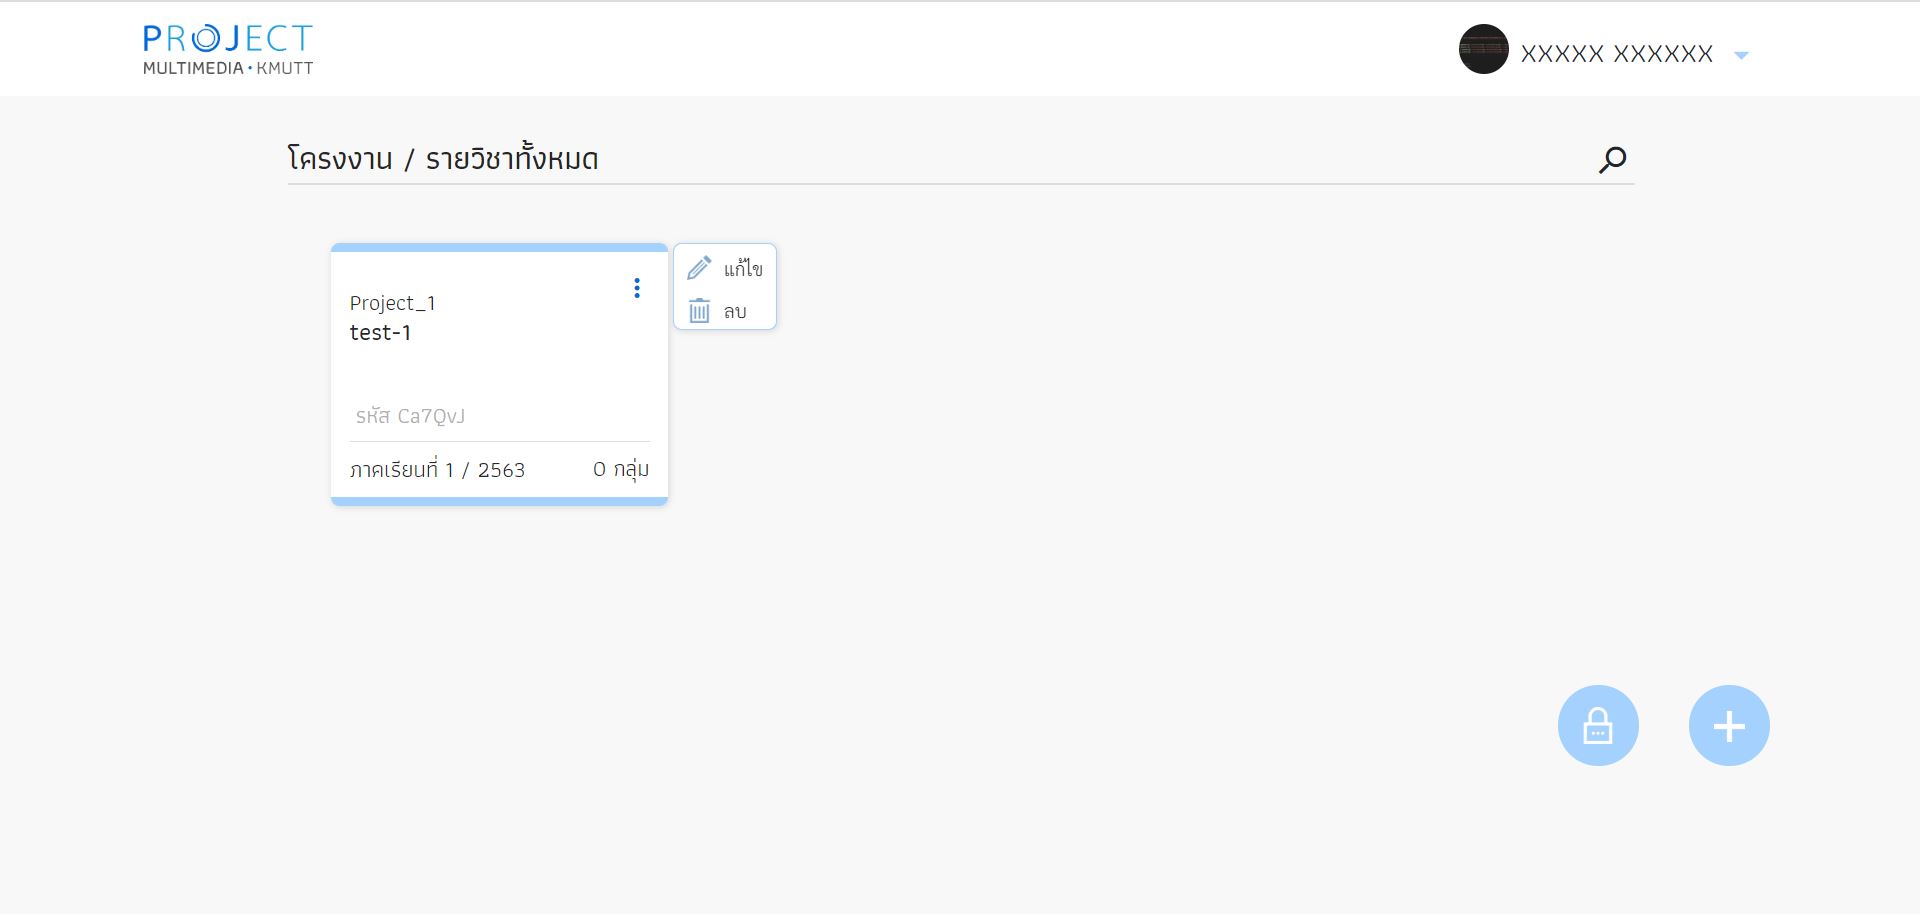 PROJECT
MULTIMEDIA • KMUTT
XXXXX XXXXXX
โครงงาน / รายวิชาทั้งหมด
Project_1
test-1
รหัส Ca7QvJ
ภาคเรียนที่ 1 / 2563
0 กลุ่ม
แก้ไข
ลบ